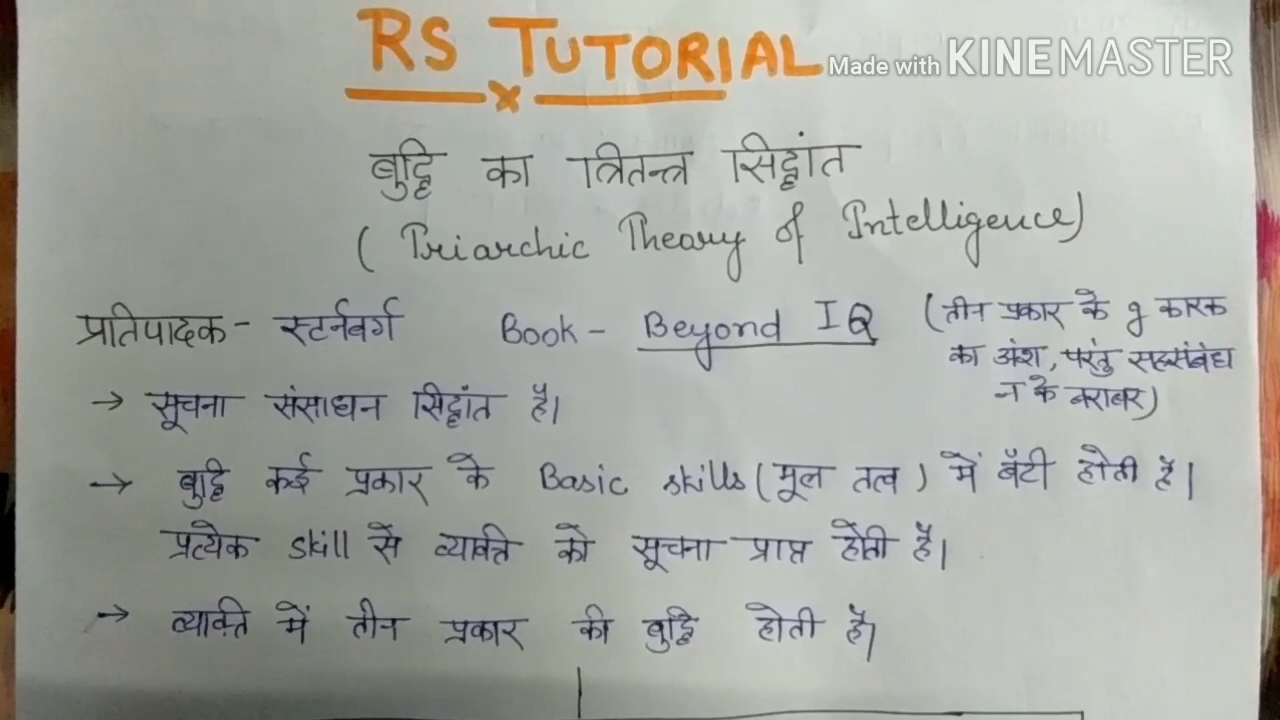 RS TUTORIAL
Made with KINEMASTER
बुद्धि का त्रितन्त्र सिद्धांत
( Triarchic Theory of Intelligence)
प्रतिपादक - स्टर्नबर्ग Book - Beyond IQ (तीन प्रकार के g कारक
का अंश, परंतु सहसंबंध
न के बराबर)
→ सूचना संसाधन सिद्धांत है।
→ बुद्धि कई प्रकार के Basic skills (मूल तत्व) में बँटी होती है।
प्रत्येक skill से व्यक्ति को सूचना प्राप्त होती है।
→ व्यक्ति में तीन प्रकार की बुद्धि होती है।